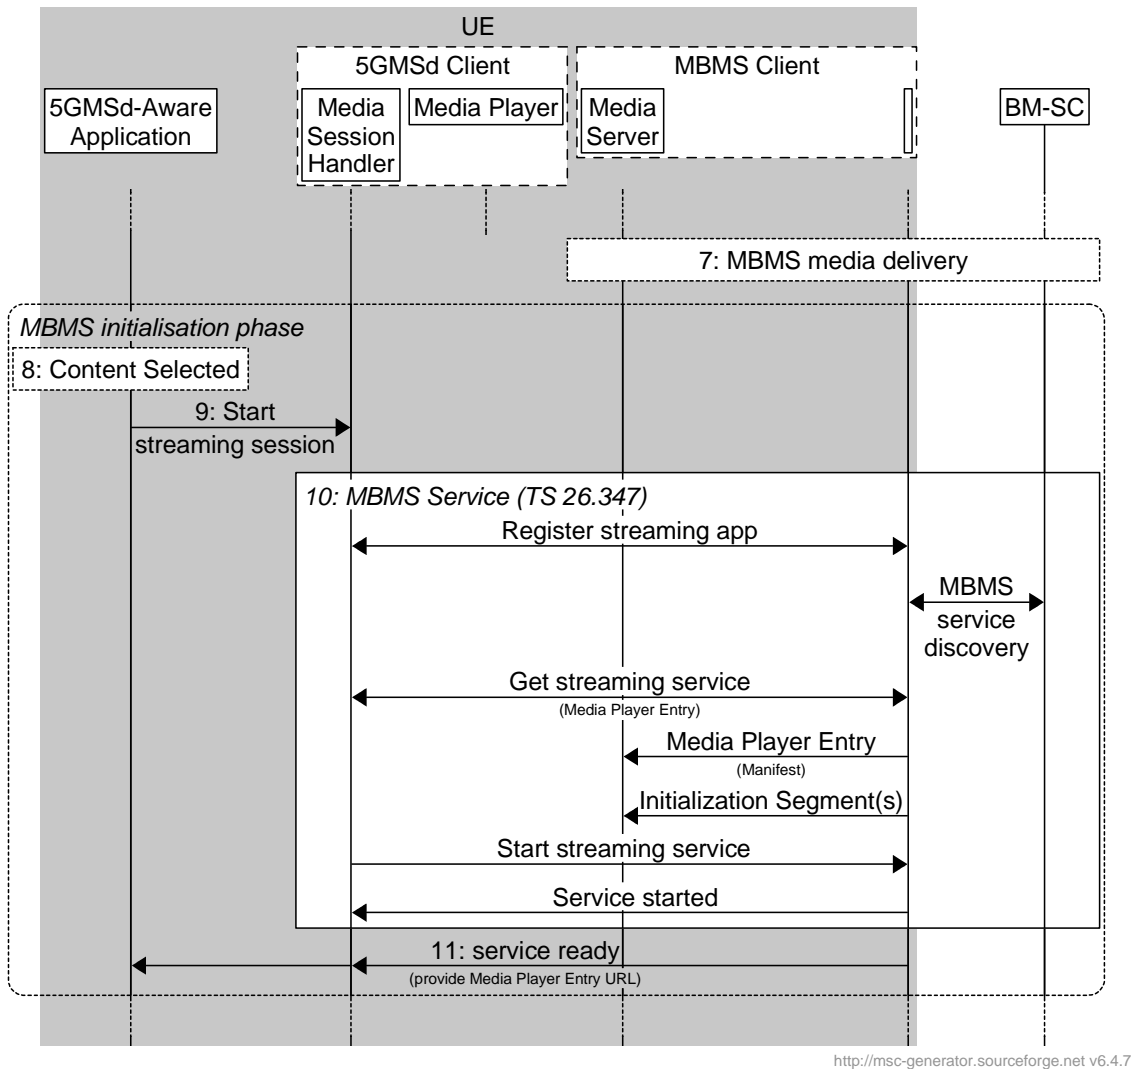 UE
5GMSd Client
MBMS Client
5GMSd-Aware
Application
Media
Session
Handler
Media Player
Media
Server
BM-SC
7: MBMS media delivery
MBMS initialisation phase
8: Content Selected
9: Start
streaming session
10: MBMS Service (TS 26.347)
Register streaming app
MBMS
service
discovery
Get streaming service
(Media Player Entry)
Media Player Entry
(Manifest)
Initialization Segment(s)
Start streaming service
Service started
11: service ready
(provide Media Player Entry URL)
http://msc-generator.sourceforge.net v6.4.7